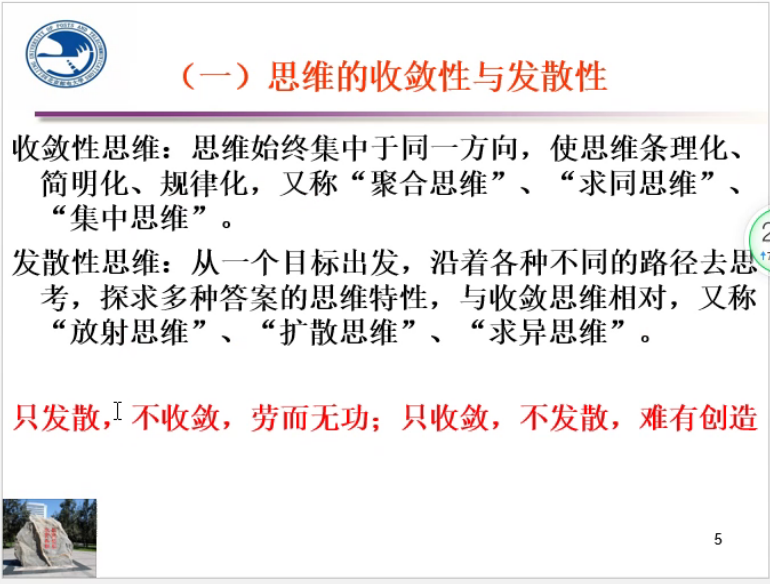 （一）思维的收敛性与发散性
收敛性思维：思维始终集中于同一方向，使思维条理化、
简明化、规律化，又称“聚合思维”、“求同思维”、
“集中思维”。
发散性思维：从一个目标出发，沿着各种不同的路径去思
考，探求多种答案的思维特性，与收敛思维相对，又称
“放射思维”、“扩散思维”、“求异思维”。
只发散，不收敛，劳而无功；只收敛，不发散，难有创造
5